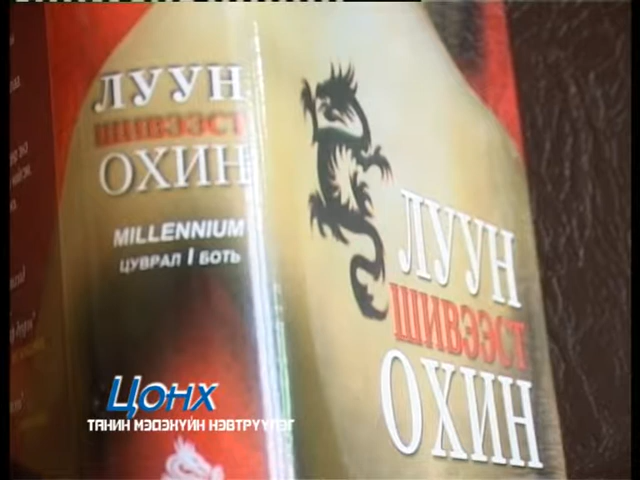 ЛУУН
ШИВЭЭСТ
ОХИН
MILLENNIUM
ЦУВРАЛ I БОТЬ
ЛУУН
ШИВЭЭСТ
ОХИН
Цонх
ТАНИН МЭДЭХҮЙН НЭВТРҮҮЛЭГ